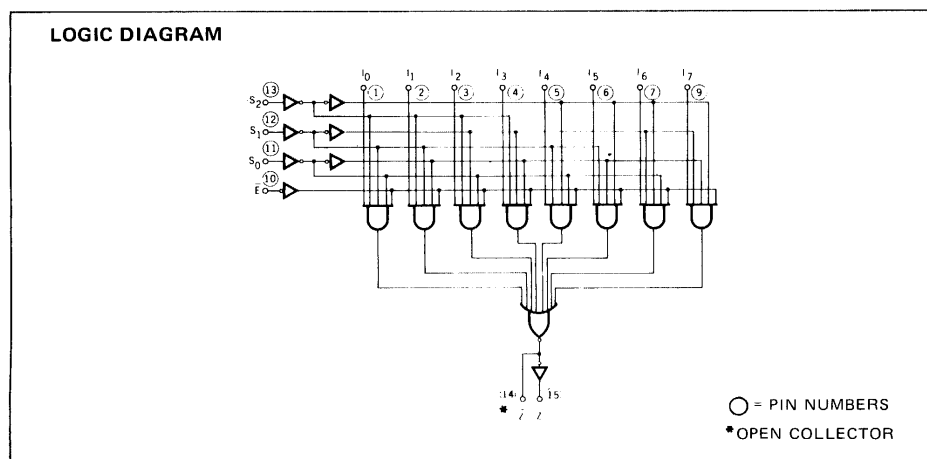 LOGIC DIAGRAM
I0 I1 I2 I3 I4 I5 I6 I7
1 2 3 4 5 6 7 9
13
S2
12
S1
11
S0
10
E
(14) 15
* Z Z
= PIN NUMBERS
*OPEN COLLECTOR